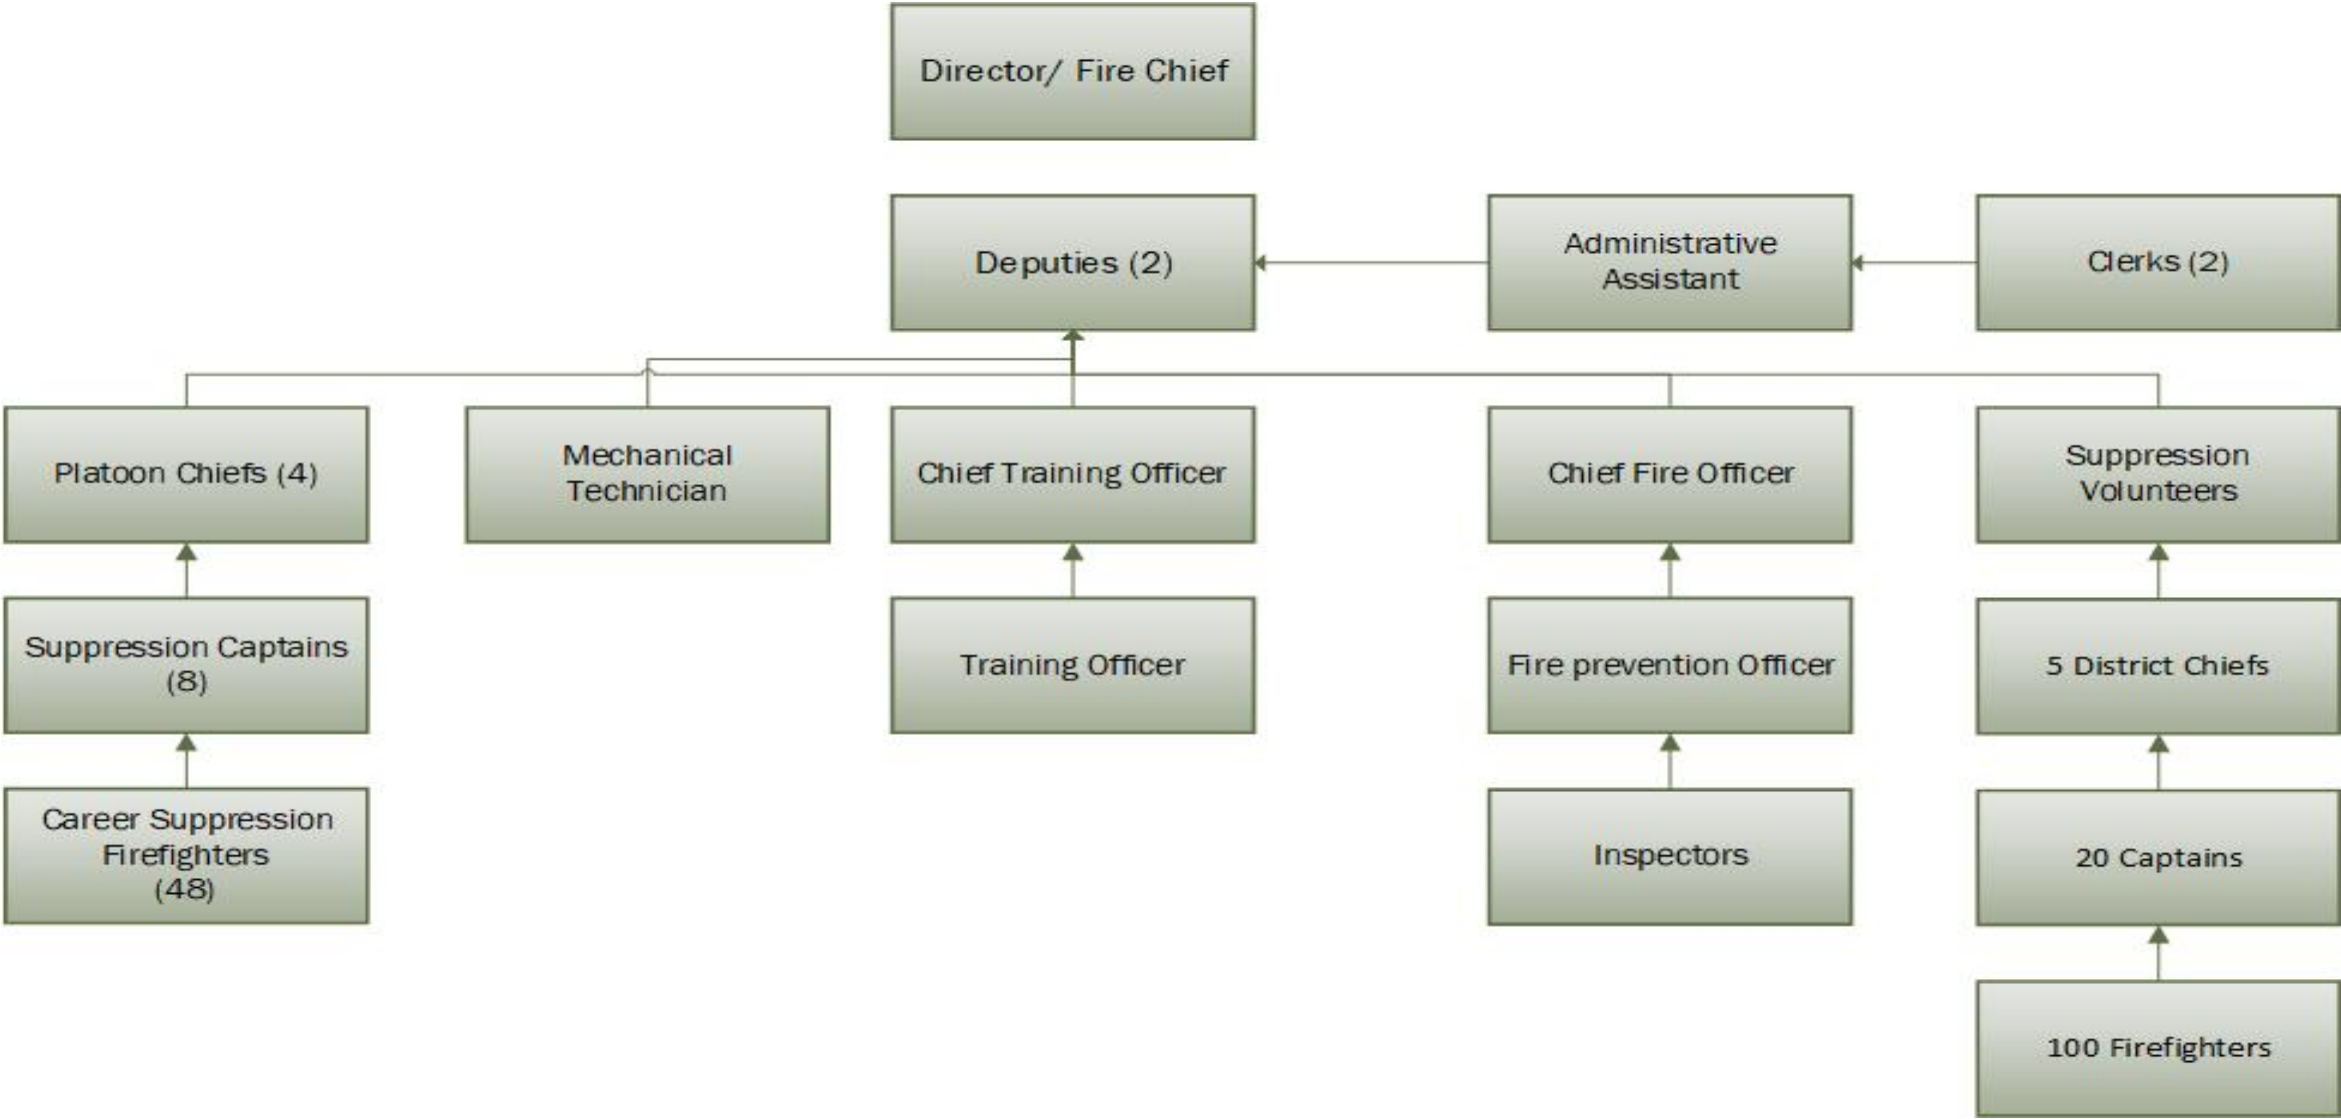 Director/ Fire Chief
Deputies (2)
Administrative
Assistant
Clerks (2)
Platoon Chiefs (4)
Mechanical
Technician
Chief Training Officer
Chief Fire Officer
Suppression
Volunteers
Suppression Captains
(8)
Training Officer
Fire prevention Officer
5 District Chiefs
Career Suppression
Firefighters
(48)
Inspectors
20 Captains
100 Firefighters